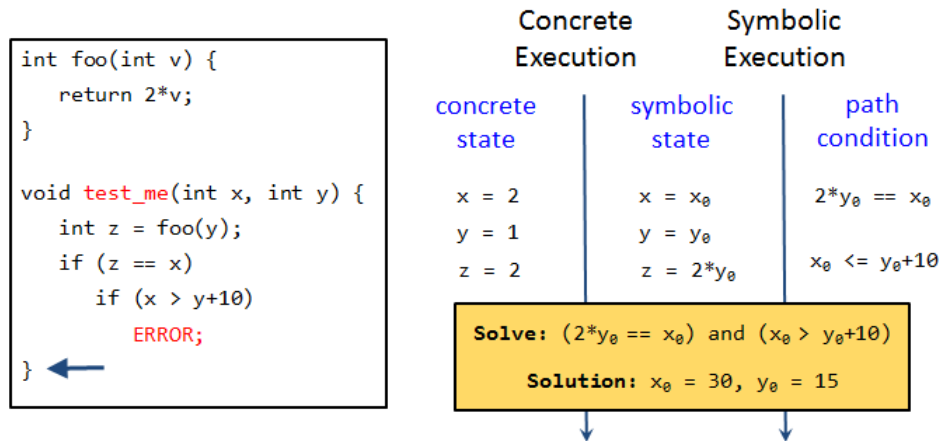 int foo(int v) {
return 2*v;
}
void test_me(int x, int y) {
int z = foo(y);
if (z == x)
if (x > y+10)
ERROR;
}
Concrete
Execution
Symbolic
Execution
concrete
state
symbolic
state
path
condition
x = 2
x = x₀
2*y₀ == x₀
y = 1
y = y₀
z = 2
z = 2*y₀
x₀ <= y₀+10
Solve: (2*y₀ == x₀) and (x₀ > y₀+10)
Solution: x₀ = 30, y₀ = 15